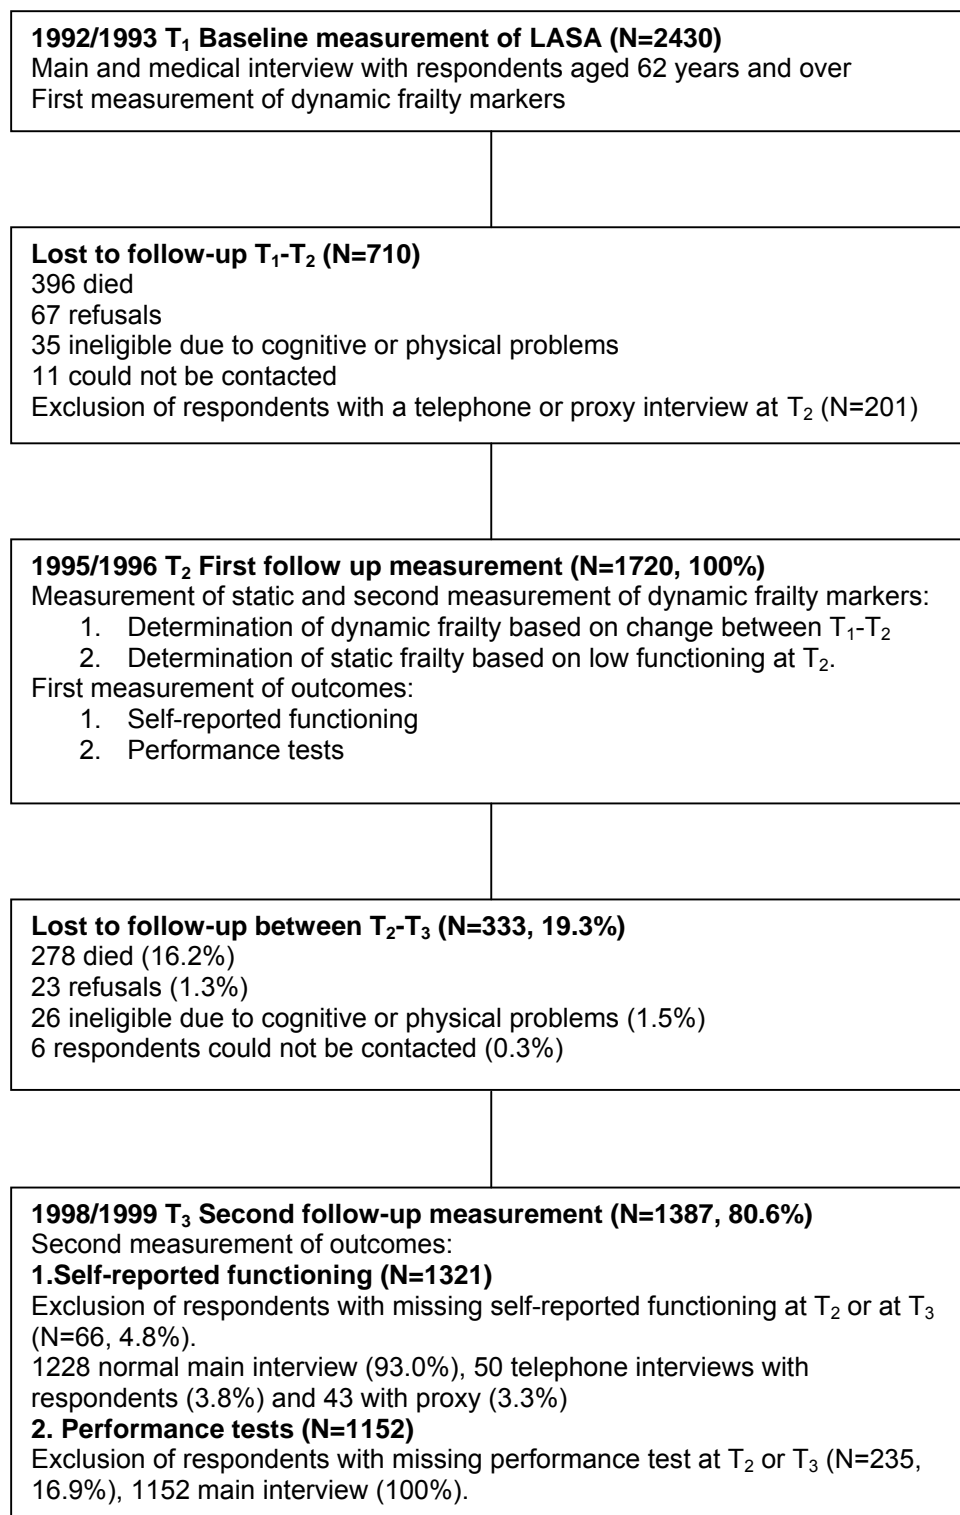 1992/1993 T₁ Baseline measurement of LASA (N=2430)
Main and medical interview with respondents aged 62 years and over
First measurement of dynamic frailty markers
Lost to follow-up T₁-T₂ (N=710)
396 died
67 refusals
35 ineligible due to cognitive or physical problems
11 could not be contacted
Exclusion of respondents with a telephone or proxy interview at T₂ (N=201)
1995/1996 T₂ First follow up measurement (N=1720, 100%)
Measurement of static and second measurement of dynamic frailty markers:
1. Determination of dynamic frailty based on change between T₁-T₂
2. Determination of static frailty based on low functioning at T₂.
First measurement of outcomes:
1. Self-reported functioning
2. Performance tests
Lost to follow-up between T₂-T₃ (N=333, 19.3%)
278 died (16.2%)
23 refusals (1.3%)
26 ineligible due to cognitive or physical problems (1.5%)
6 respondents could not be contacted (0.3%)
1998/1999 T₃ Second follow-up measurement (N=1387, 80.6%)
Second measurement of outcomes:
1.Self-reported functioning (N=1321)
Exclusion of respondents with missing self-reported functioning at T₂ or at T₃
(N=66, 4.8%).
1228 normal main interview (93.0%), 50 telephone interviews with
respondents (3.8%) and 43 with proxy (3.3%)
2. Performance tests (N=1152)
Exclusion of respondents with missing performance test at T₂ or T₃ (N=235,
16.9%), 1152 main interview (100%).